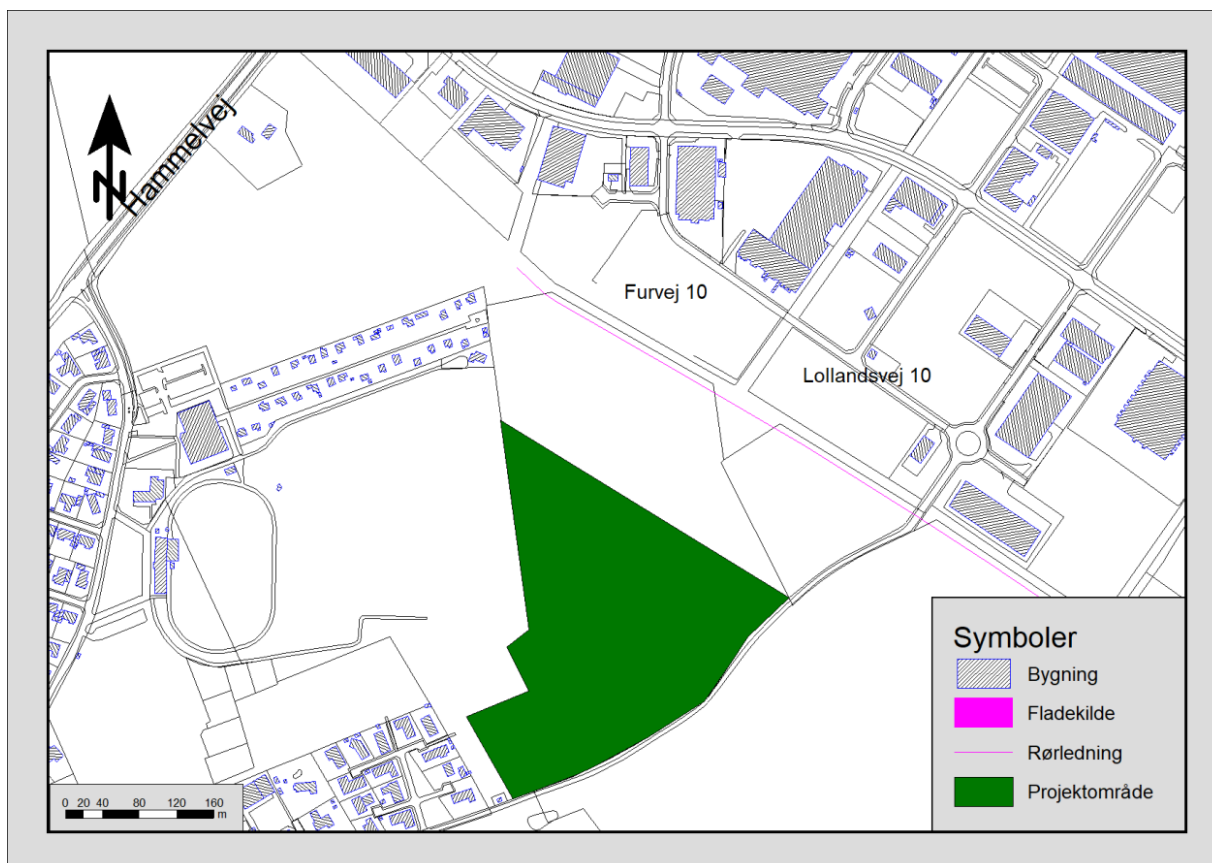 Hammelvej
N
Furvej 10
Lollandsvej 10
Symboler
Bygning
Fladekilde
Rørledning
Projektområde
0 20 40 80 120 160
m